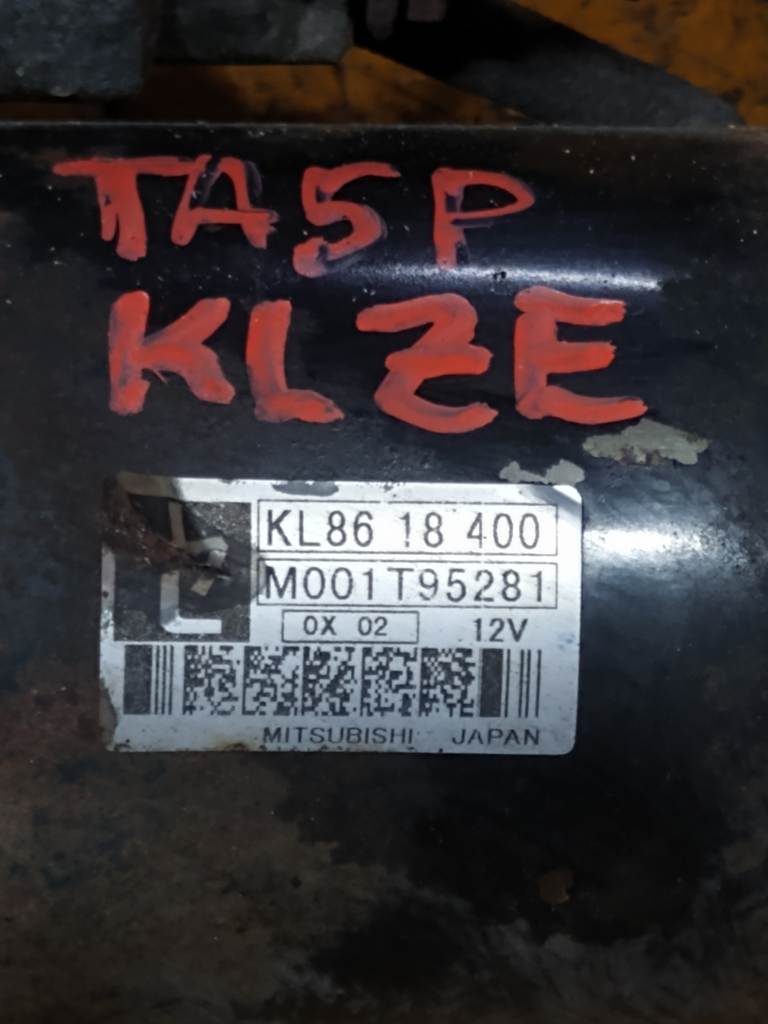 TA5P
KLZE
L
KL86 18 400
M001T95281
0X 02 12V
MITSUBISHI JAPAN